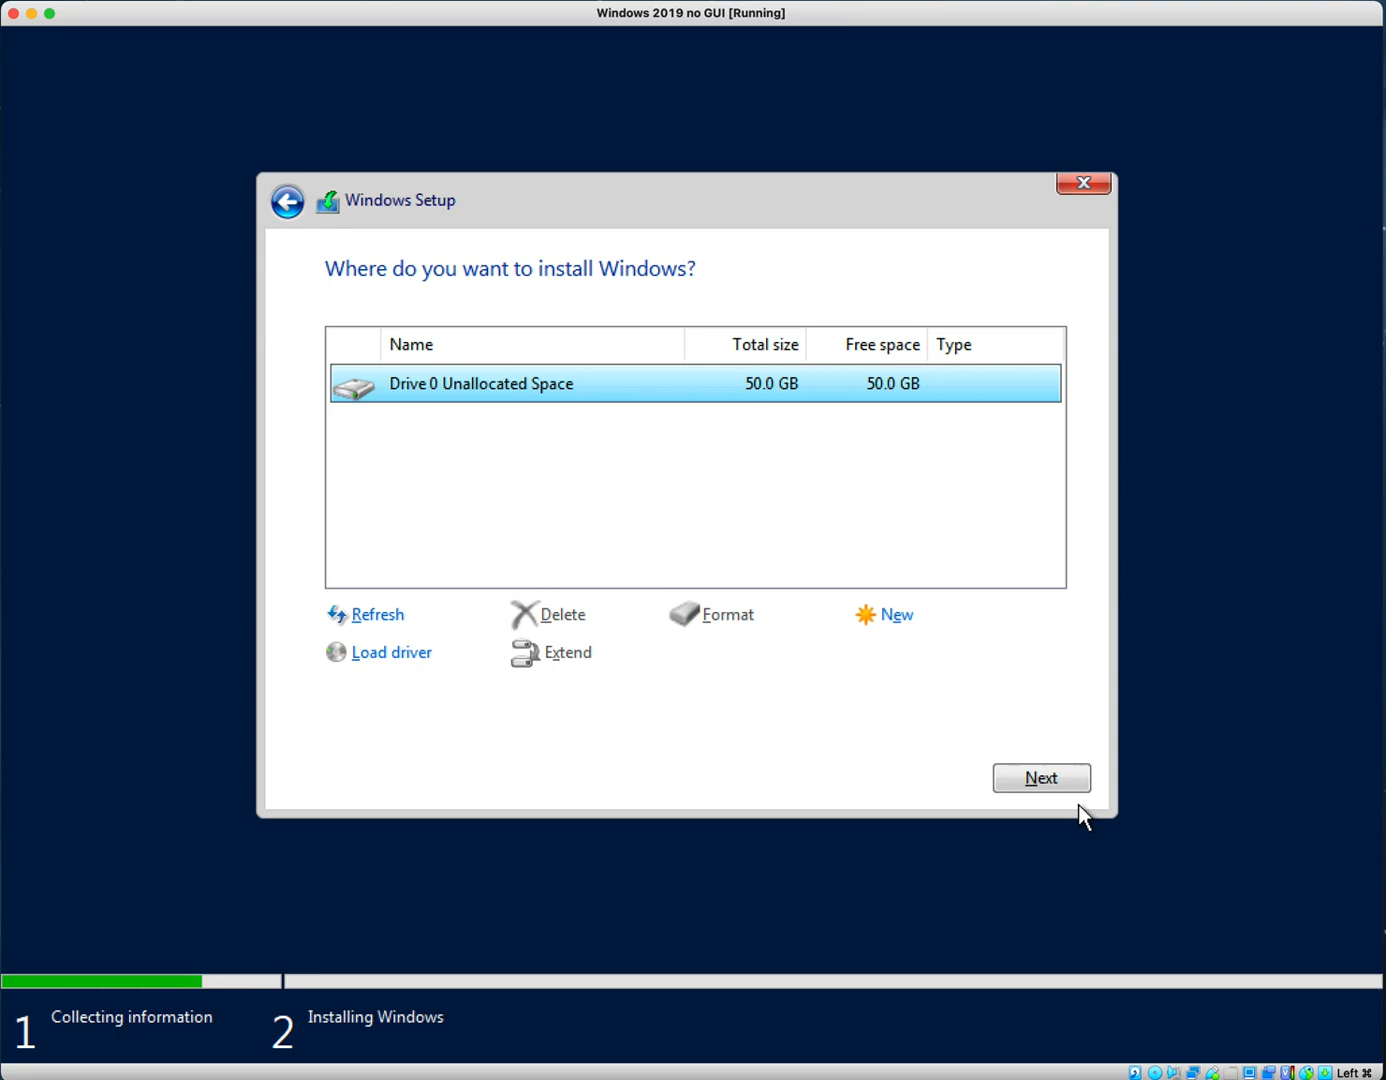 Windows 2019 no GUI [Running]
Windows Setup
Where do you want to install Windows?
Name Total size Free space Type
Drive 0 Unallocated Space 50.0 GB 50.0 GB
Refresh Delete Format New
Load driver Extend
Next
1 Collecting information 2 Installing Windows
Left ⌘